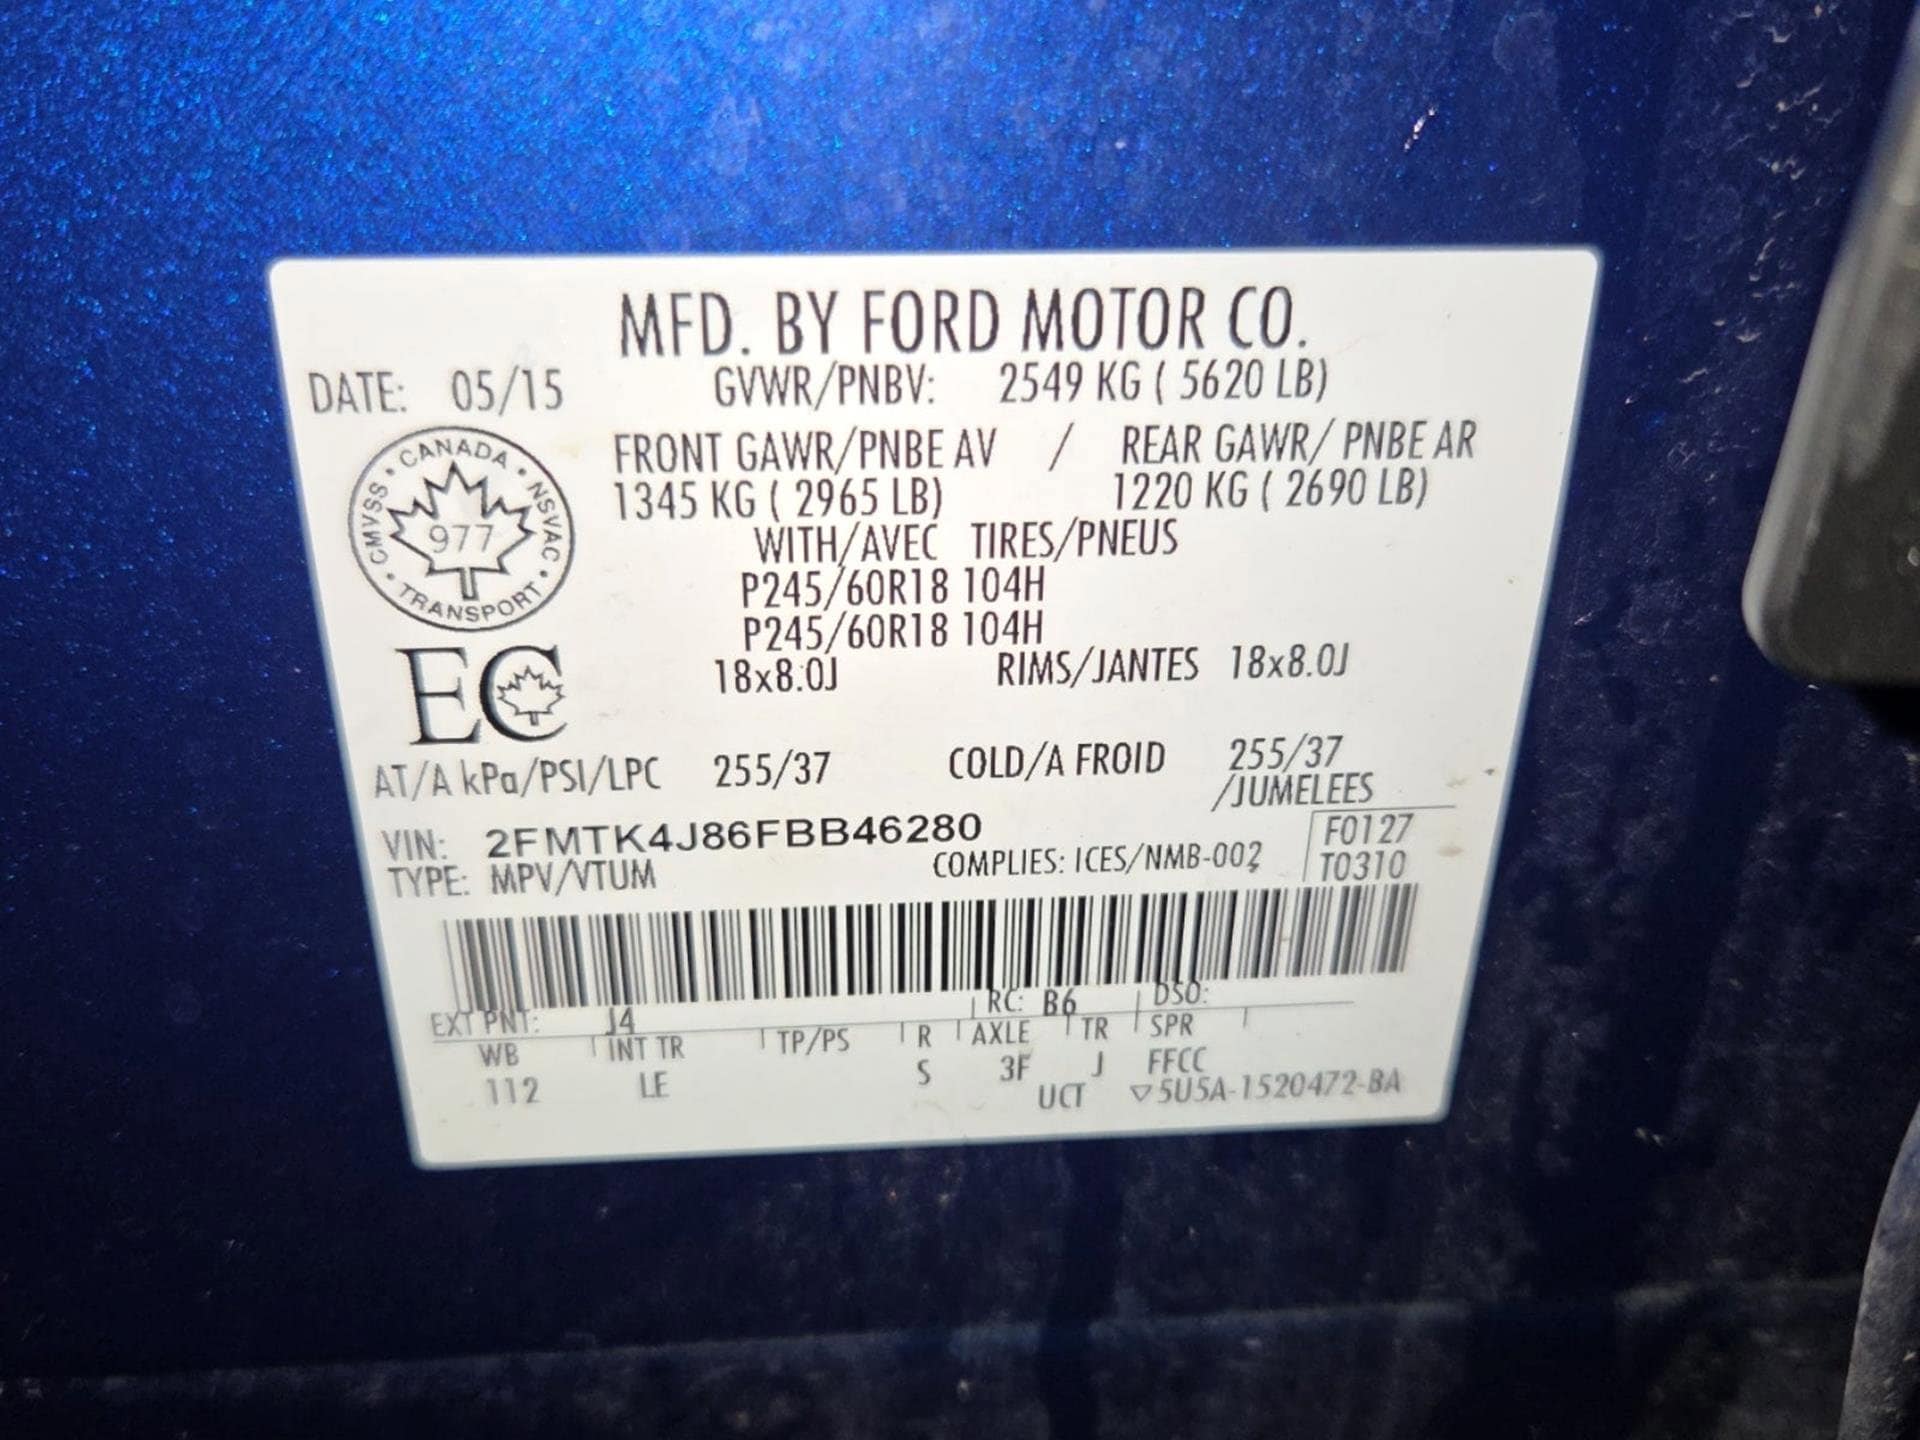 MFD. BY FORD MOTOR CO.
DATE: 05/15 GVWR/PNBV: 2549 KG ( 5620 LB)
FRONT GAWR/PNBE AV / REAR GAWR/ PNBE AR
1345 KG ( 2965 LB) 1220 KG ( 2690 LB)
WITH/AVEC TIRES/PNEUS
P245/60R18 104H
P245/60R18 104H
18x8.0J RIMS/JANTES 18x8.0J
CANADA
CMVSS 977 NSVAC
TRANSPORT
EC
AT/A kPa/PSI/LPC 255/37 COLD/A FROID 255/37
/JUMELEES
VIN: 2FMTK4J86FBB46280 F0127
TYPE: MPV/VTUM COMPLIES: ICES/NMB-002 T0310
EXT PNT: J4 RC: B6 DSO:
WB INT TR TP/PS R AXLE TR SPR
112 LE S 3F J FFCC
UCT ▽5U5A-1520472-BA